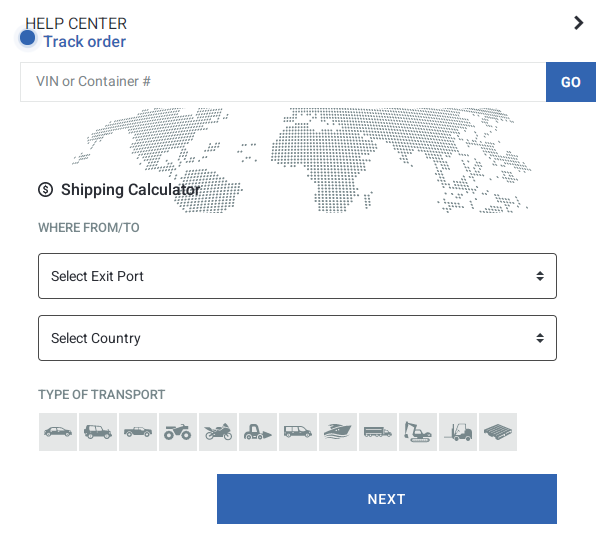 HELP CENTER
Track order
VIN or Container #
GO
Shipping Calculator
WHERE FROM/TO
Select Exit Port
Select Country
TYPE OF TRANSPORT
NEXT